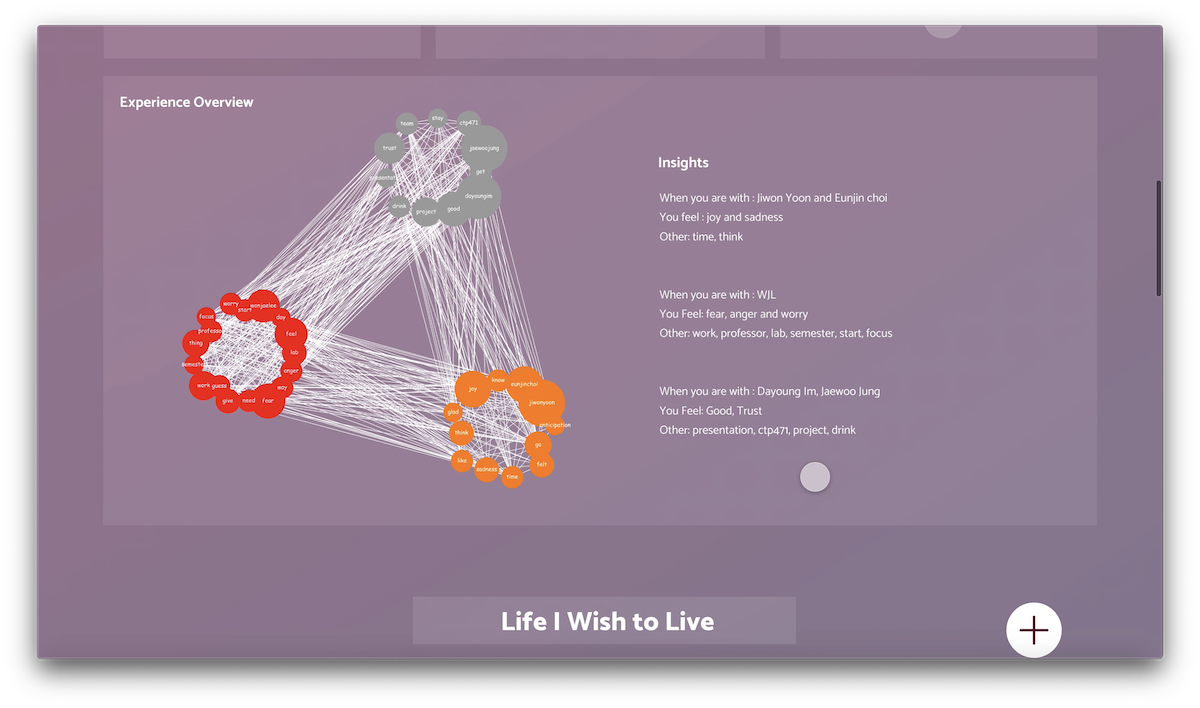 Experience Overview
team
stay
ctp471
trust
jaewoojung
get
dayoungim
drink
project
good
worry
start
wonjaelee
day
focus
professor
feel
thing
lab
anger
work
guess
way
give
need
fear
joy
know
eunjinchoi
jiwonyoon
glad
anticipation
think
go
like
sadness
time
felt
Insights
When you are with : Jiwon Yoon and Eunjin choi
You feel : joy and sadness
Other: time, think
When you are with : WJL
You Feel: fear, anger and worry
Other: work, professor, lab, semester, start, focus
When you are with : Dayoung Im, Jaewoo Jung
You Feel: Good, Trust
Other: presentation, ctp471, project, drink
Life I Wish to Live